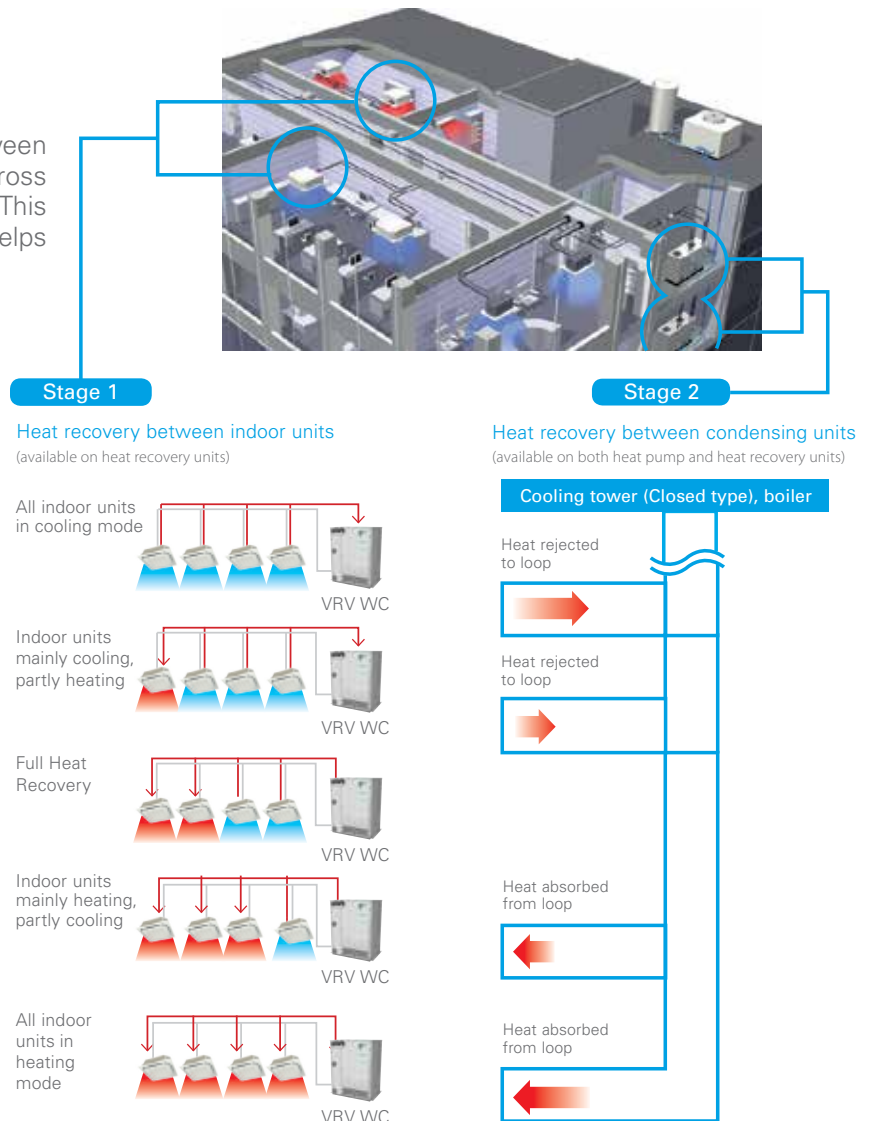 ross
This
elps
Stage 1
Heat recovery between indoor units
(available on heat recovery units)
All indoor units
in cooling mode
VRV WC
Indoor units
mainly cooling,
partly heating
VRV WC
Full Heat
Recovery
VRV WC
Indoor units
mainly heating,
partly cooling
VRV WC
All indoor
units in
heating
mode
VRV WC
Stage 2
Heat recovery between condensing units
(available on both heat pump and heat recovery units)
Cooling tower (Closed type), boiler
Heat rejected
to loop
Heat rejected
to loop
Heat absorbed
from loop
Heat absorbed
from loop